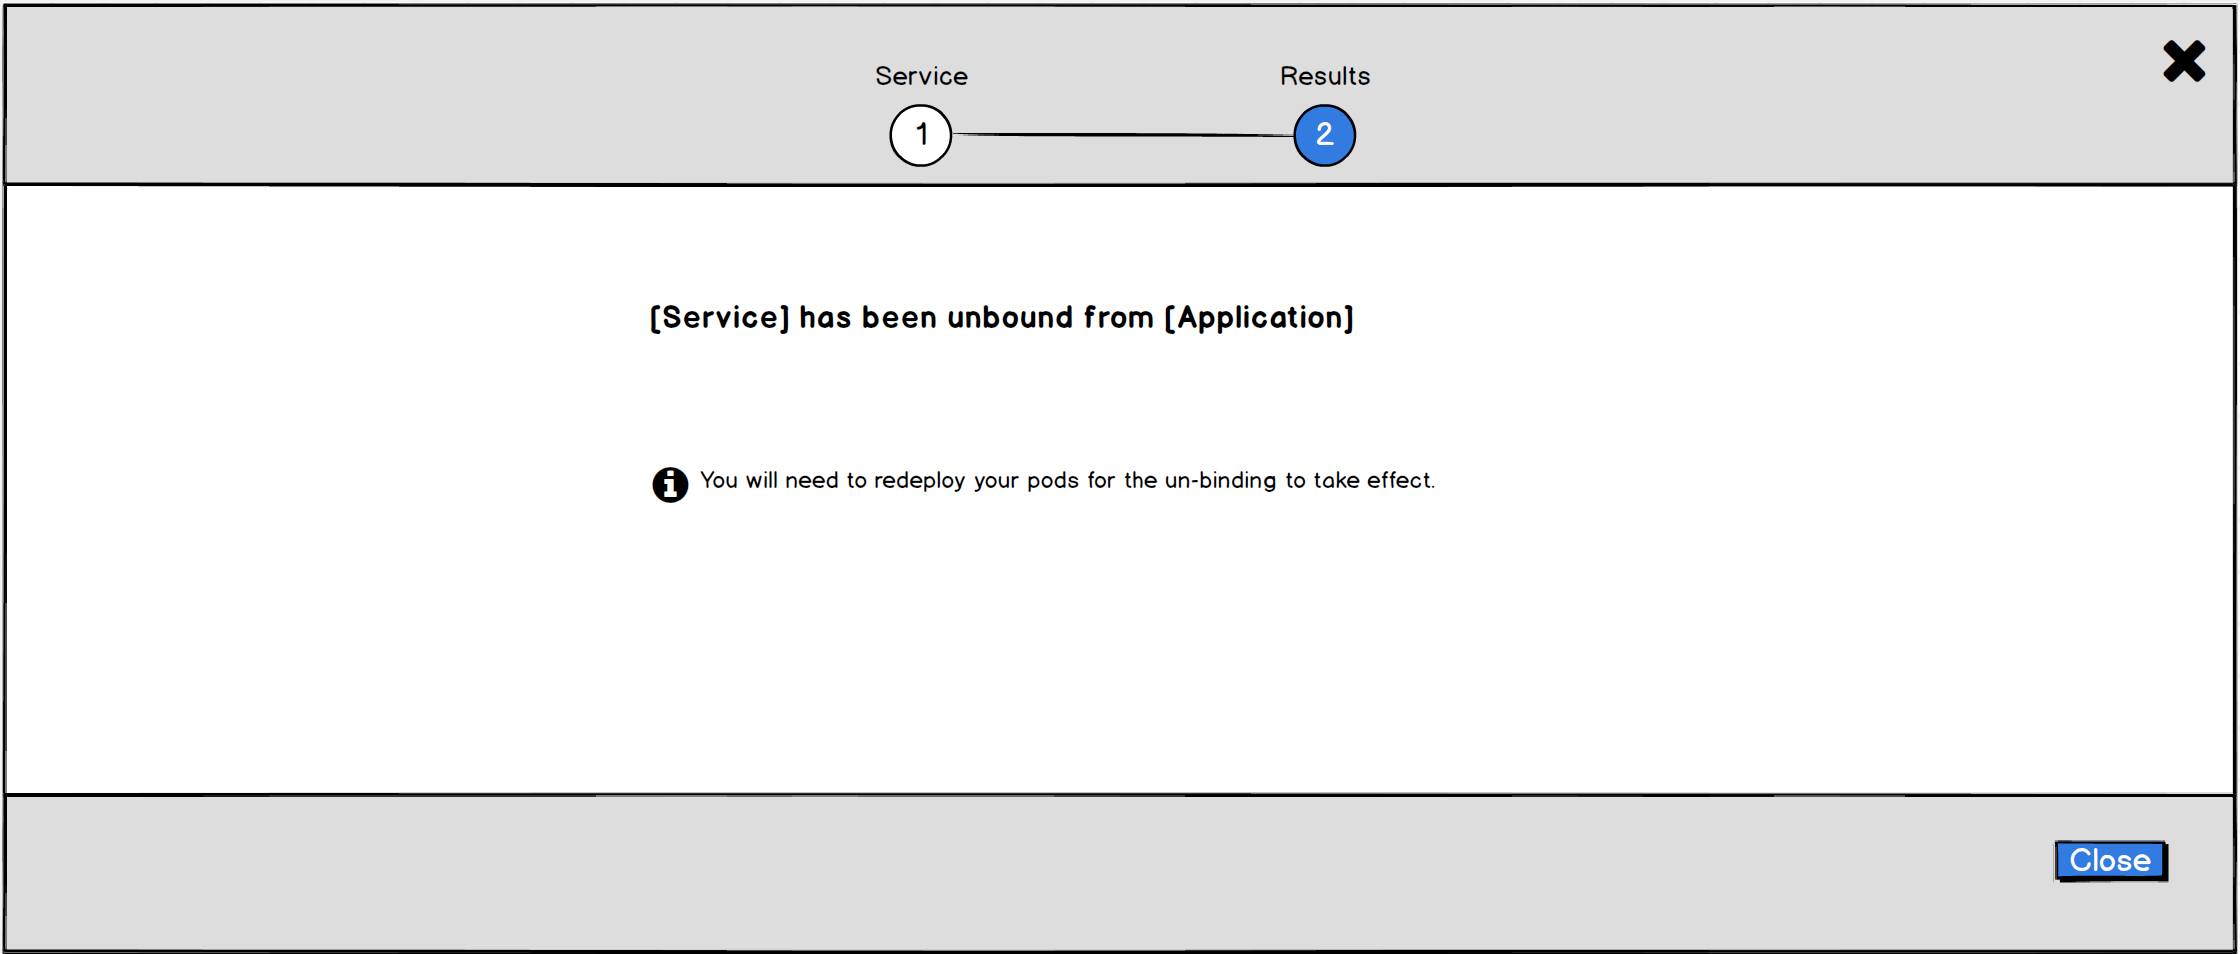 Service
Results
1
2
[Service] has been unbound from [Application]
You will need to redeploy your pods for the un-binding to take effect.
Close